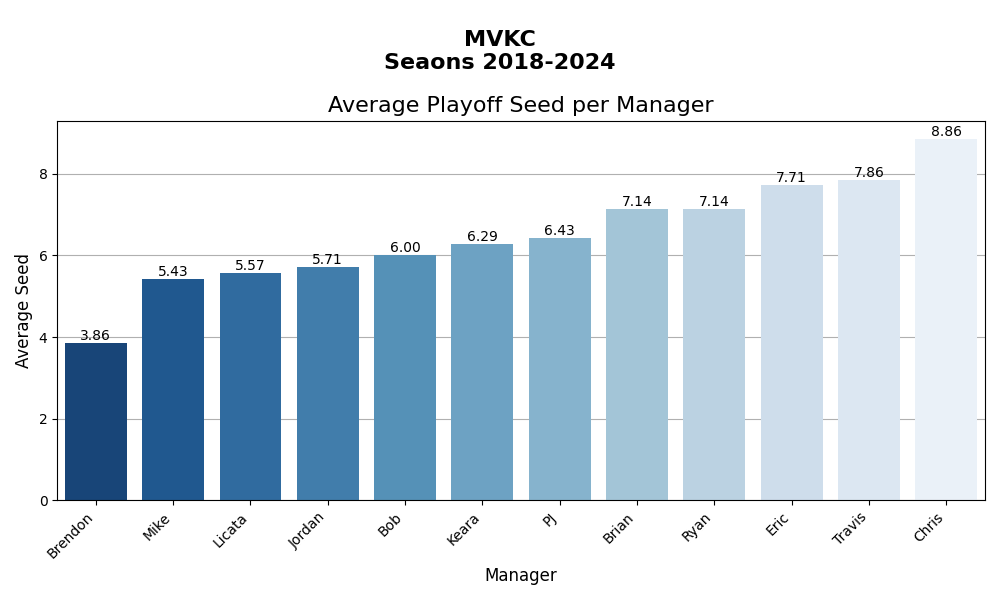 MVKC
Seaons 2018-2024
Average Playoff Seed per Manager
8.86
7.86
7.71
7.14
7.14
6.43
6.29
6.00
5.71
5.57
5.43
3.86
8
6
4
2
0
Average Seed
Brendon
Mike
Licata
Jordan
Bob
Keara
PJ
Brian
Ryan
Eric
Travis
Chris
Manager